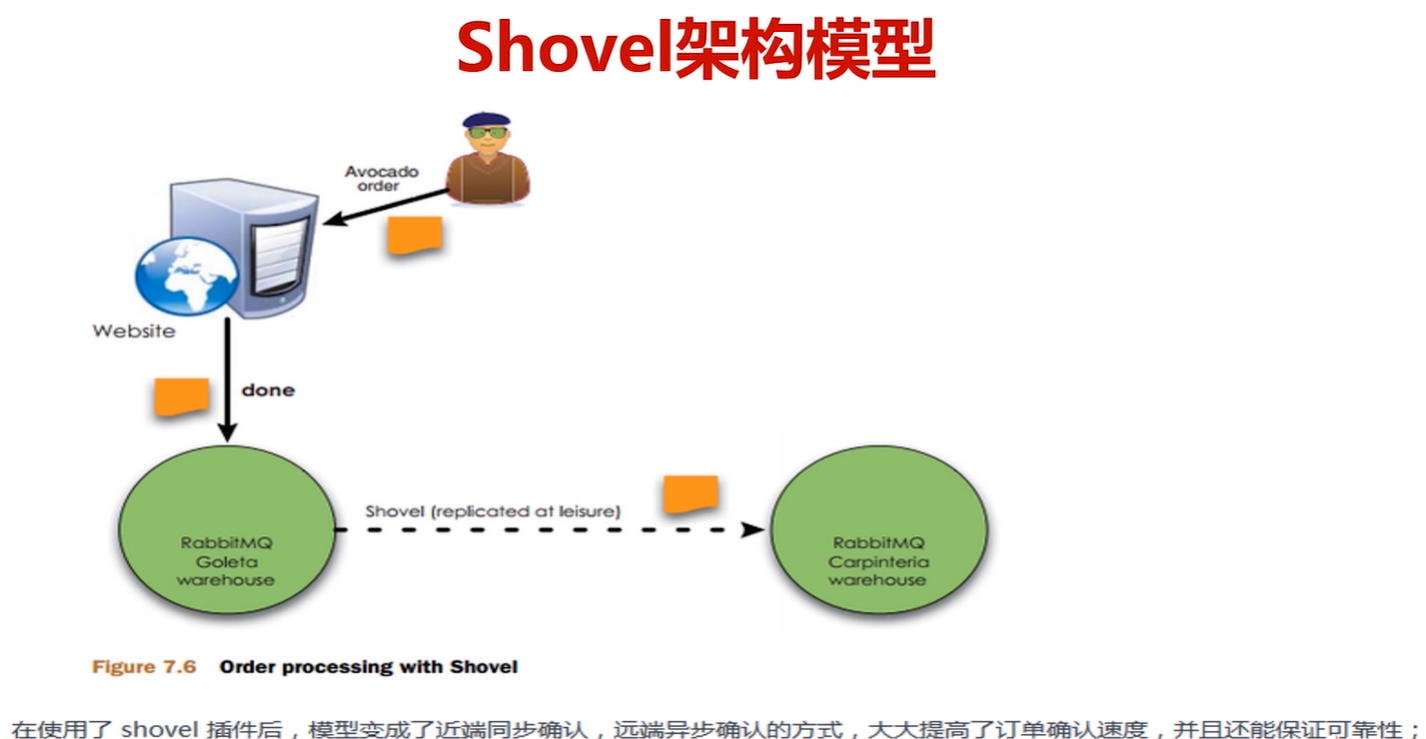 Shovel架构模型
Avocado
order
Website
done
Shovel (replicated at leisure)
RabbitMQ
Goleta
warehouse
RabbitMQ
Carpinteria
warehouse
Figure 7.6 Order processing with Shovel
在使用了 shovel 插件后，模型变成了近端同步确认，远端异步确认的方式，大大提高了订单确认速度，并且还能保证可靠性；